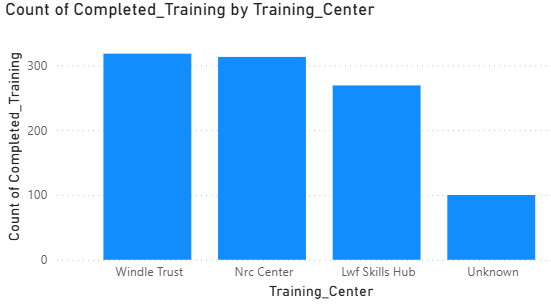 Count of Completed_Training by Training_Center
Count of Completed_Training
300
200
100
0
Windle Trust
Nrc Center
Lwf Skills Hub
Unknown
Training_Center